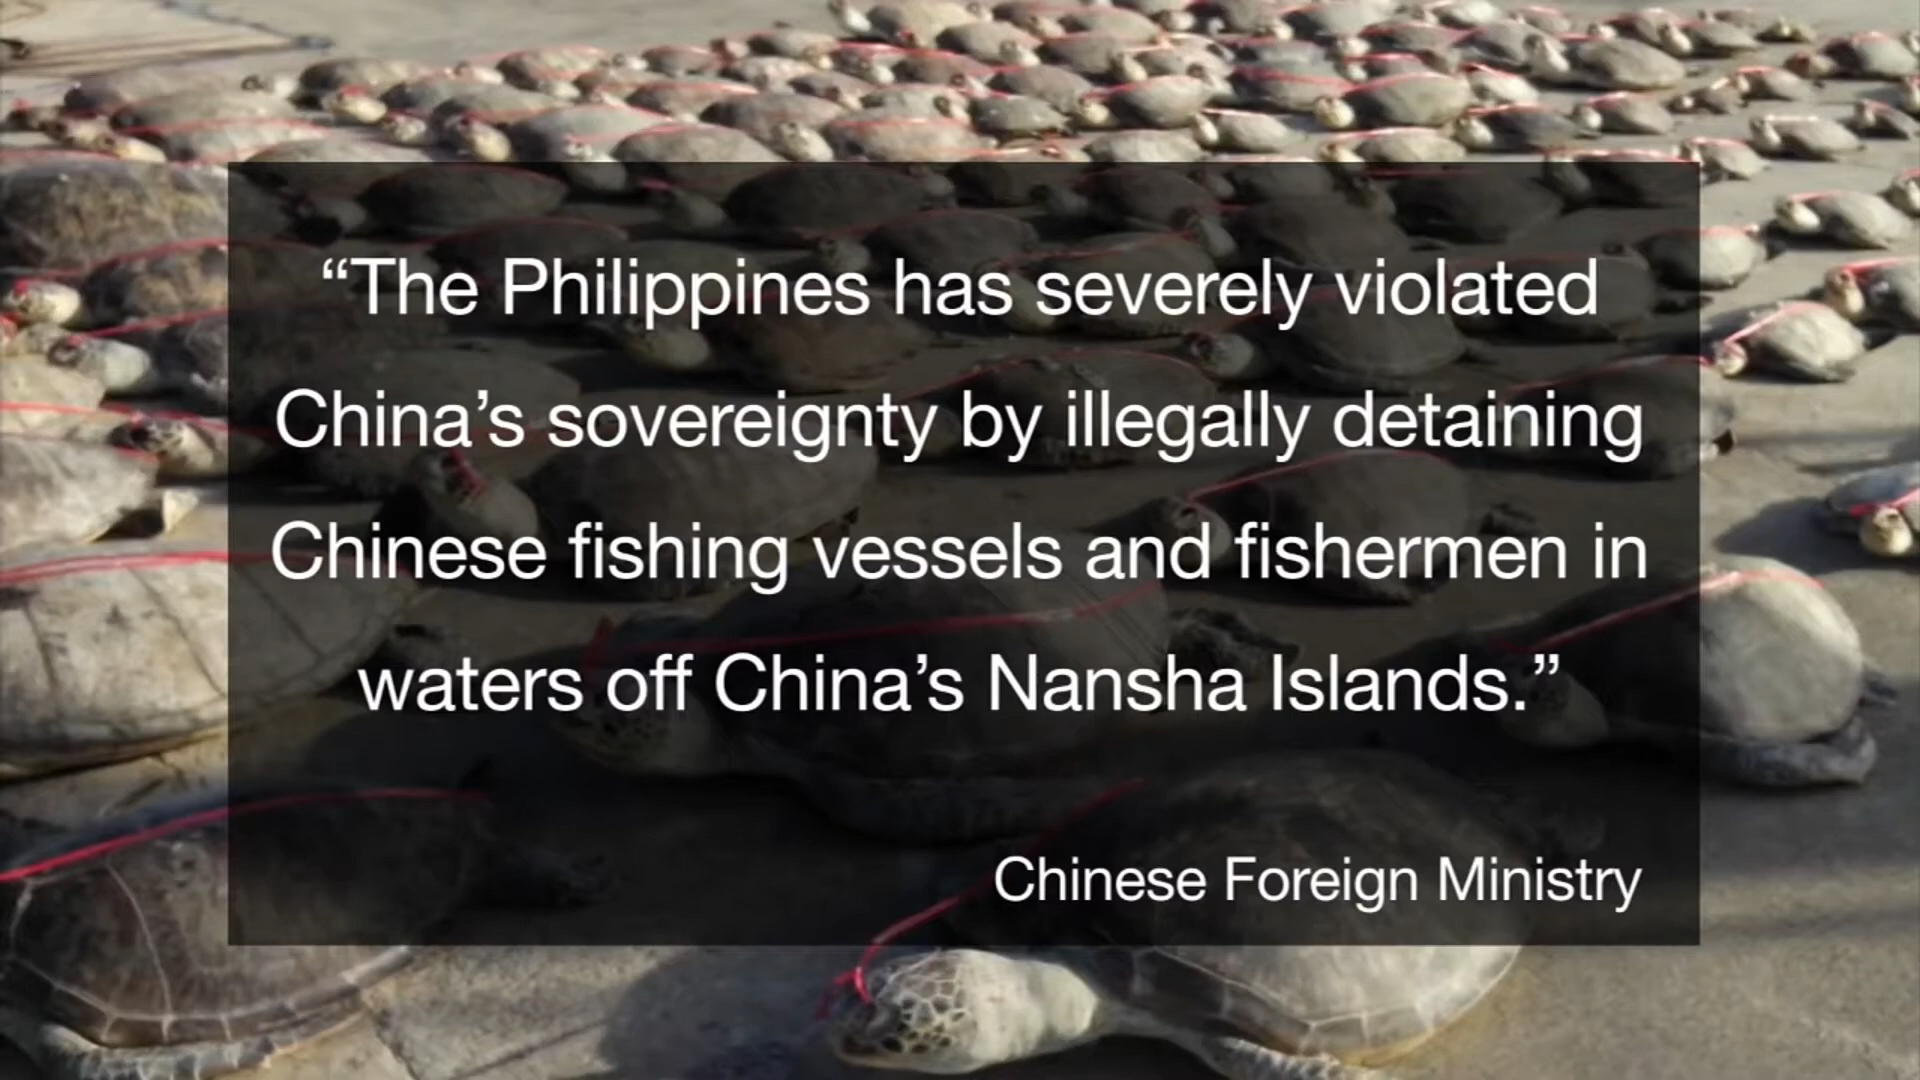 “The Philippines has severely violated
China’s sovereignty by illegally detaining
Chinese fishing vessels and fishermen in
waters off China’s Nansha Islands.”
Chinese Foreign Ministry